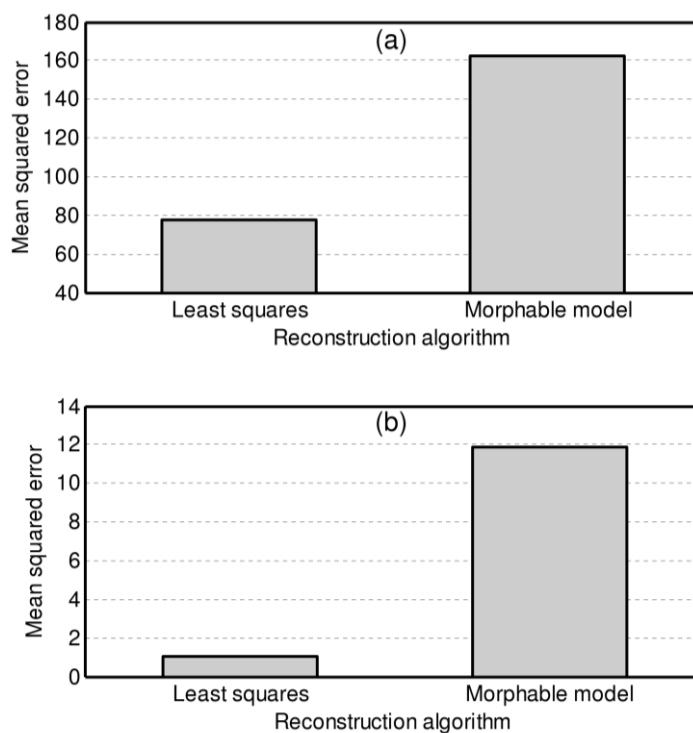 (a)
180
160
140
120
100
80
60
40
Mean squared error
Least squares
Morphable model
Reconstruction algorithm
(b)
14
12
10
8
6
4
2
0
Mean squared error
Least squares
Morphable model
Reconstruction algorithm